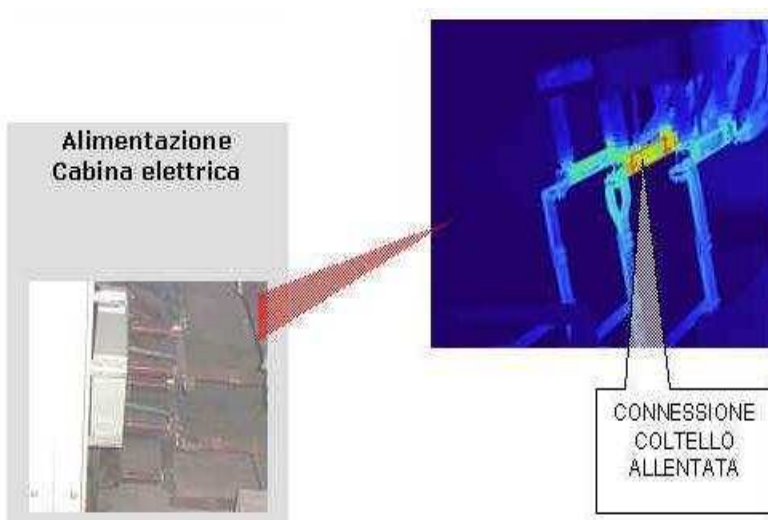 Alimentazione
Cabina elettrica
CONNESSIONE
COLTELLO
ALLENTATA